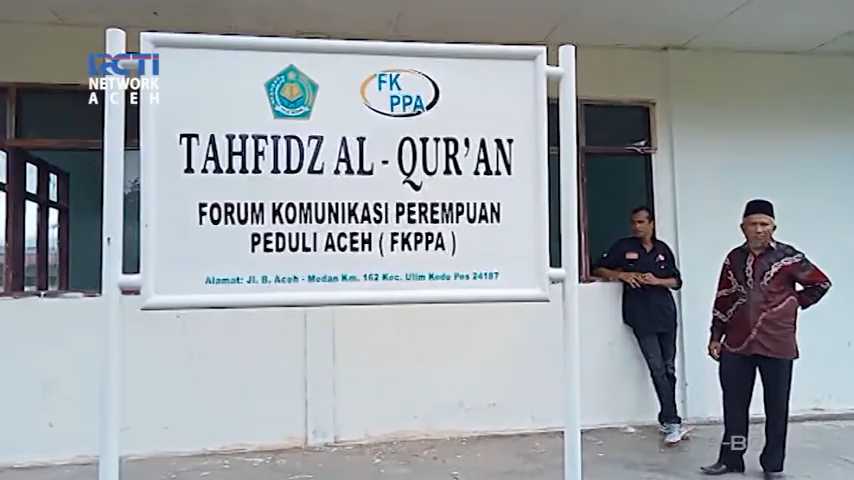 RCTI
NETWORK
ACEH
FK
PPA
TAHFIDZ AL - QUR'AN
FORUM KOMUNIKASI PEREMPUAN
PEDULI ACEH ( FKPPA )
Alamat: Jl. B. Aceh - Medan Km. 162 Kec. Ulim Kode Pos 24187